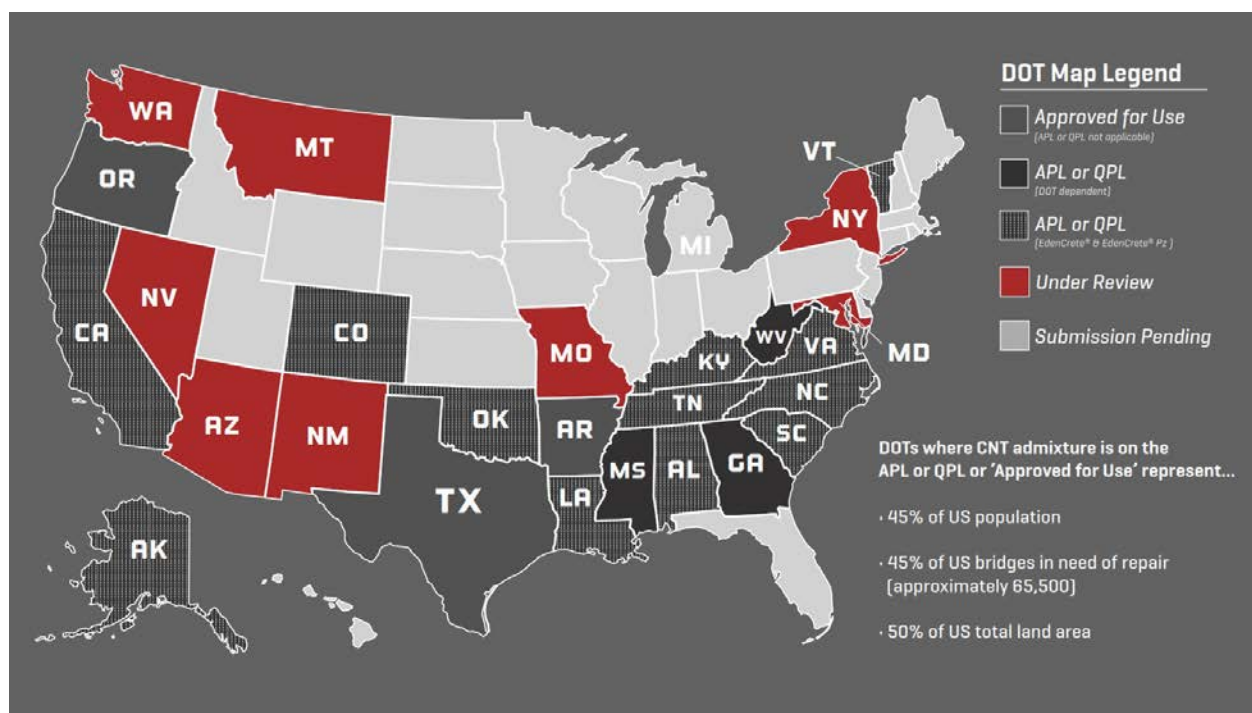 DOT Map Legend
Approved for Use
(APL or QPL not applicable)
APL or QPL
(DOT dependent)
APL or QPL
(EdenCrete® & EdenCrete® Pz )
Under Review
Submission Pending
WA
MT
OR
VT
NY
MI
NV
CA
CO
MO
WV
VA
MD
KY
NC
TN
OK
AR
SC
AZ
NM
MS
AL
GA
TX
LA
AK
DOTs where CNT admixture is on the
APL or QPL or 'Approved for Use' represent...
· 45% of US population
· 45% of US bridges in need of repair
(approximately 65,500)
· 50% of US total land area